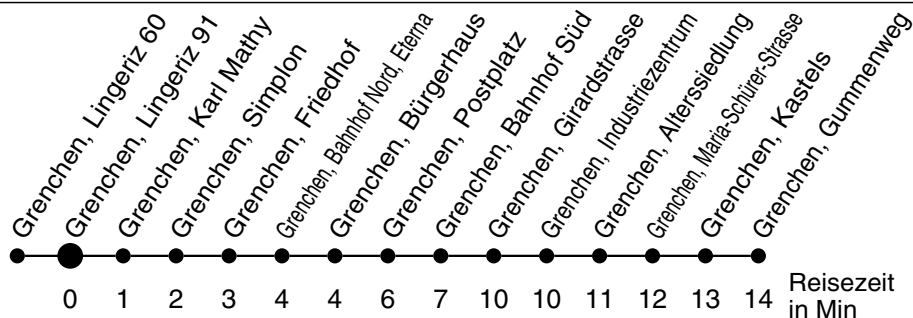 Grenchen, Lingeriz 60
Grenchen, Lingeriz 91
Grenchen, Karl Mathy
Grenchen, Simplon
Grenchen, Friedhof
Grenchen, Bahnhof Nord, Eterna
Grenchen, Bürgerhaus
Grenchen, Postplatz
Grenchen, Bahnhof Süd
Grenchen, Girardstrasse
Grenchen, Industriezentrum
Grenchen, Alterssiedlung
Grenchen, Maria-Schürer-Strasse
Grenchen, Kastels
Grenchen, Gummenweg
0 1 2 3 4 4 6 7 10 10 11 12 13 14 Reisezeit
in Min